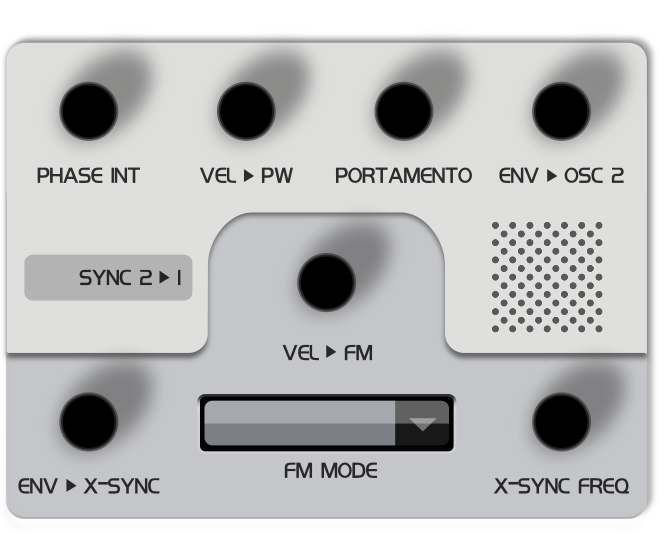 PHASE INT
VEL ▶ PW
PORTAMENTO
ENV ▶ OSC 2
SYNC 2 ▶ 1
VEL ▶ FM
ENV ▶ X-SYNC
FM MODE
X-SYNC FREQ